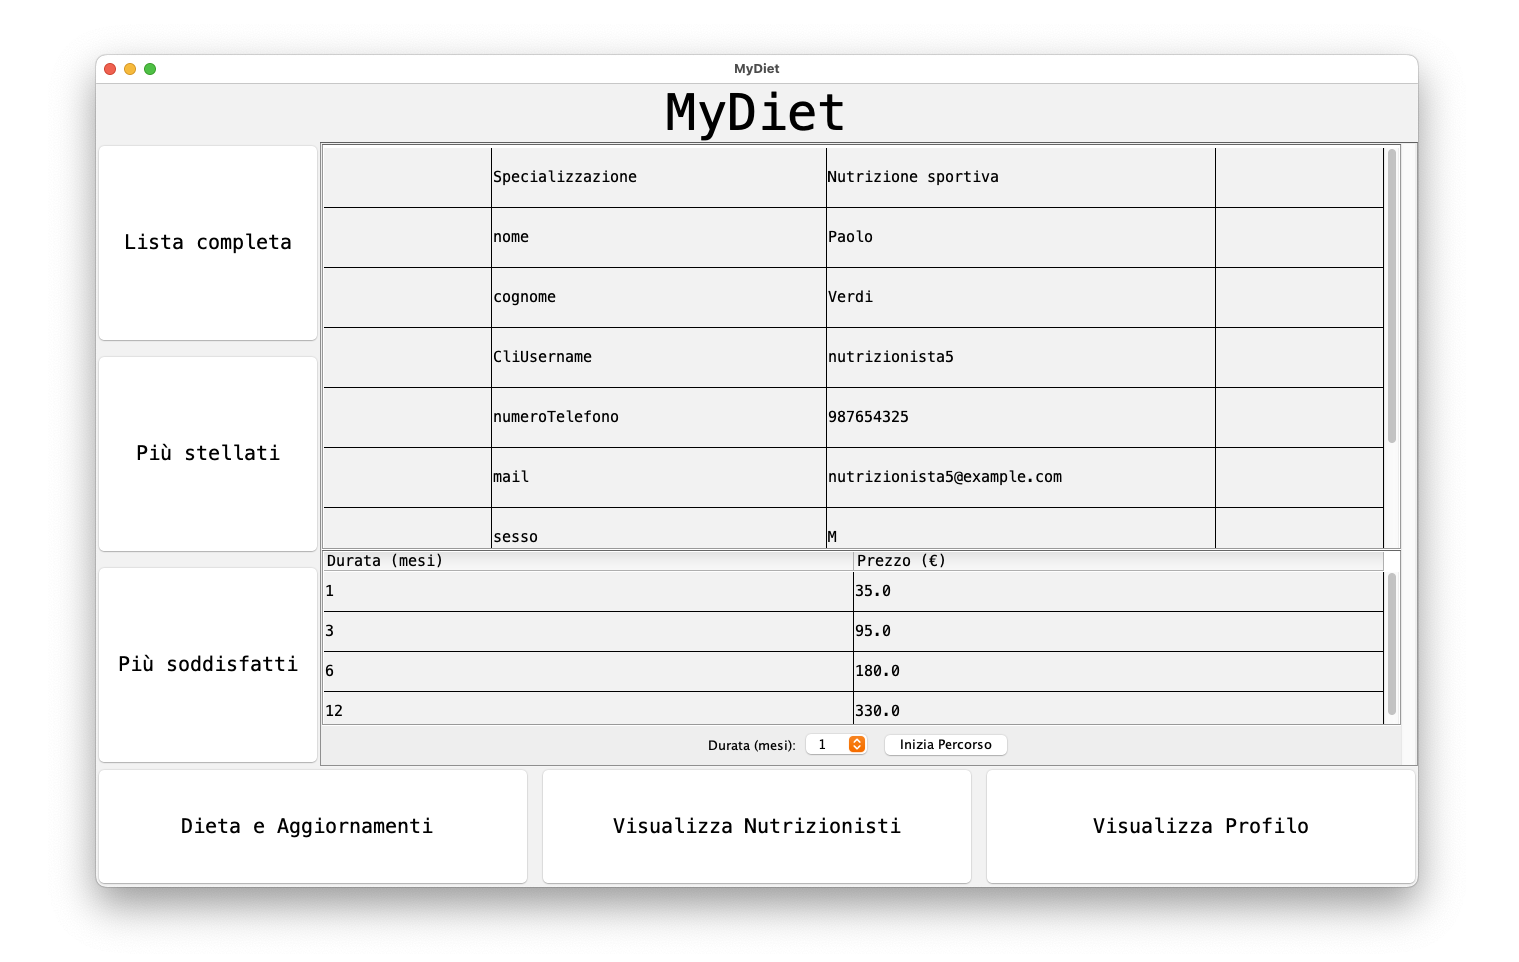 MyDiet
MyDiet
Lista completa
Più stellati
Più soddisfatti
Specializzazione Nutrizione sportiva
nome Paolo
cognome Verdi
CliUsername nutrizionista5
numeroTelefono 987654325
mail nutrizionista5@example.com
sesso M
Durata (mesi) Prezzo (€)
1 35.0
3 95.0
6 180.0
12 330.0
Durata (mesi): 1 Inizia Percorso
Dieta e Aggiornamenti Visualizza Nutrizionisti Visualizza Profilo